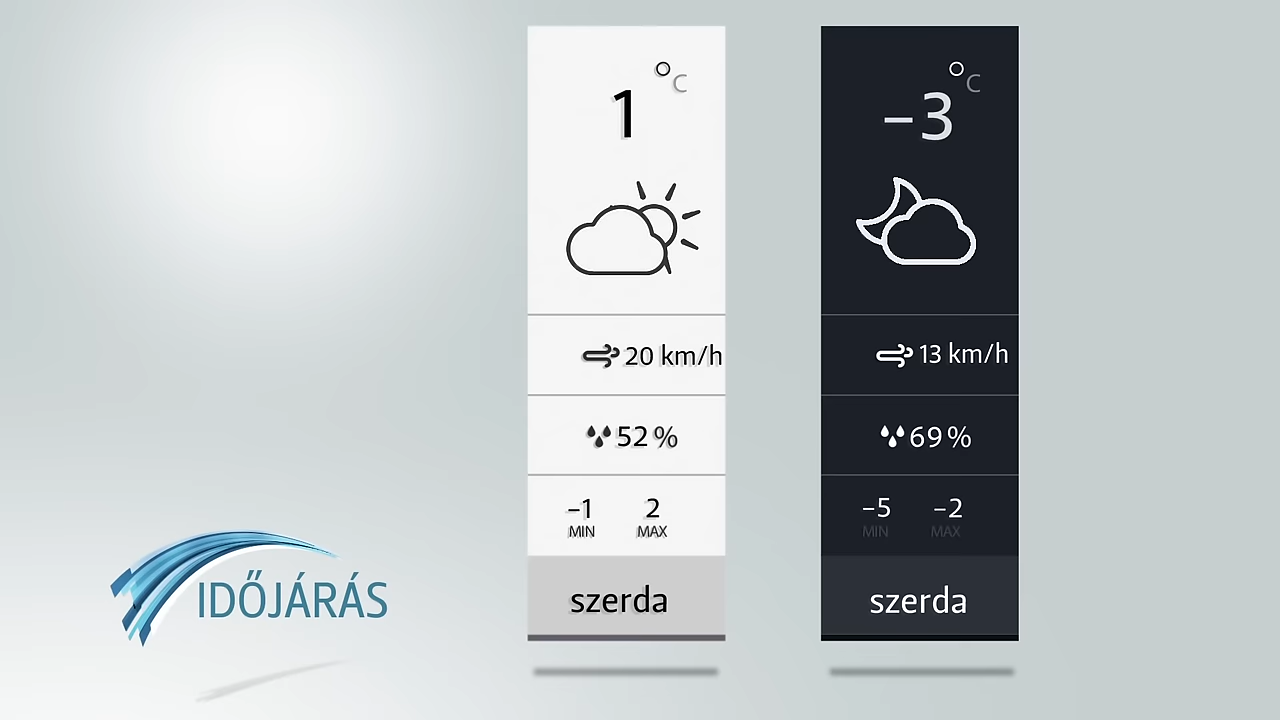 1 °C
20 km/h
52 %
–1 2
MIN MAX
szerda
–3 °C
13 km/h
69 %
–5 –2
MIN MAX
szerda
IDŐJÁRÁS